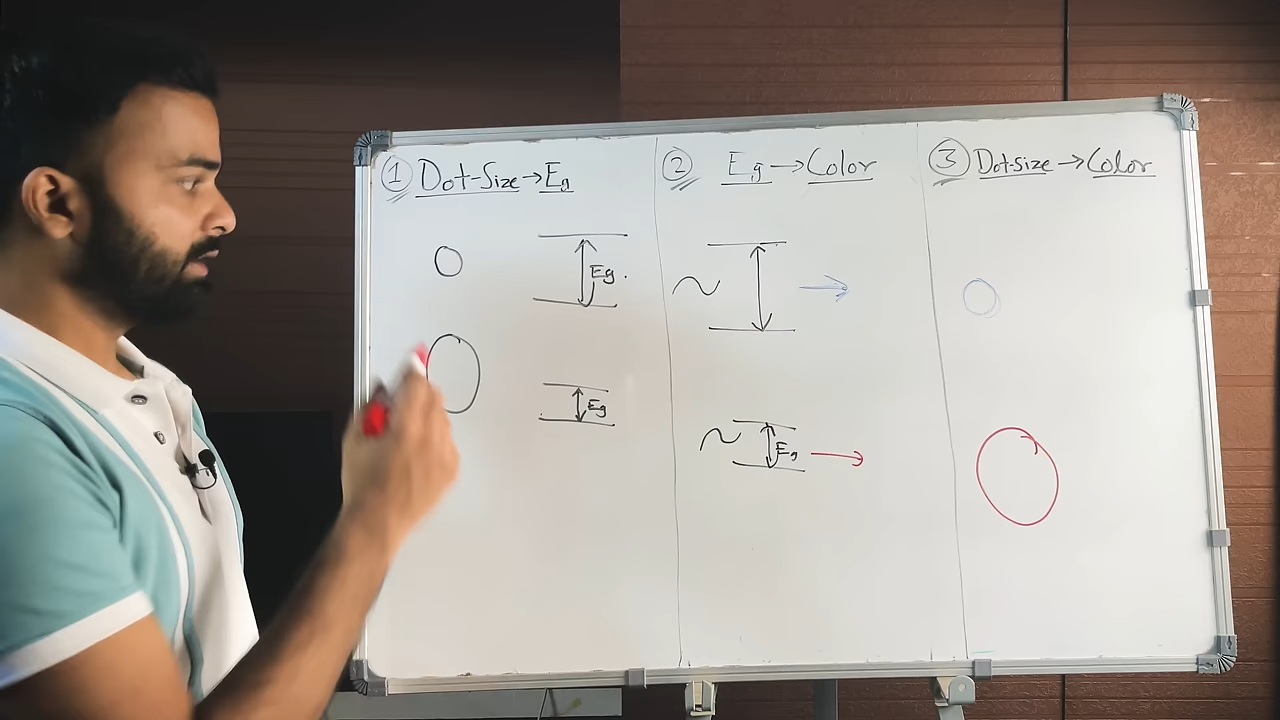 ① Dot-Size→Eg
Eg.
Eg
② Eg→Color
Eg
③ Dot-size→Color